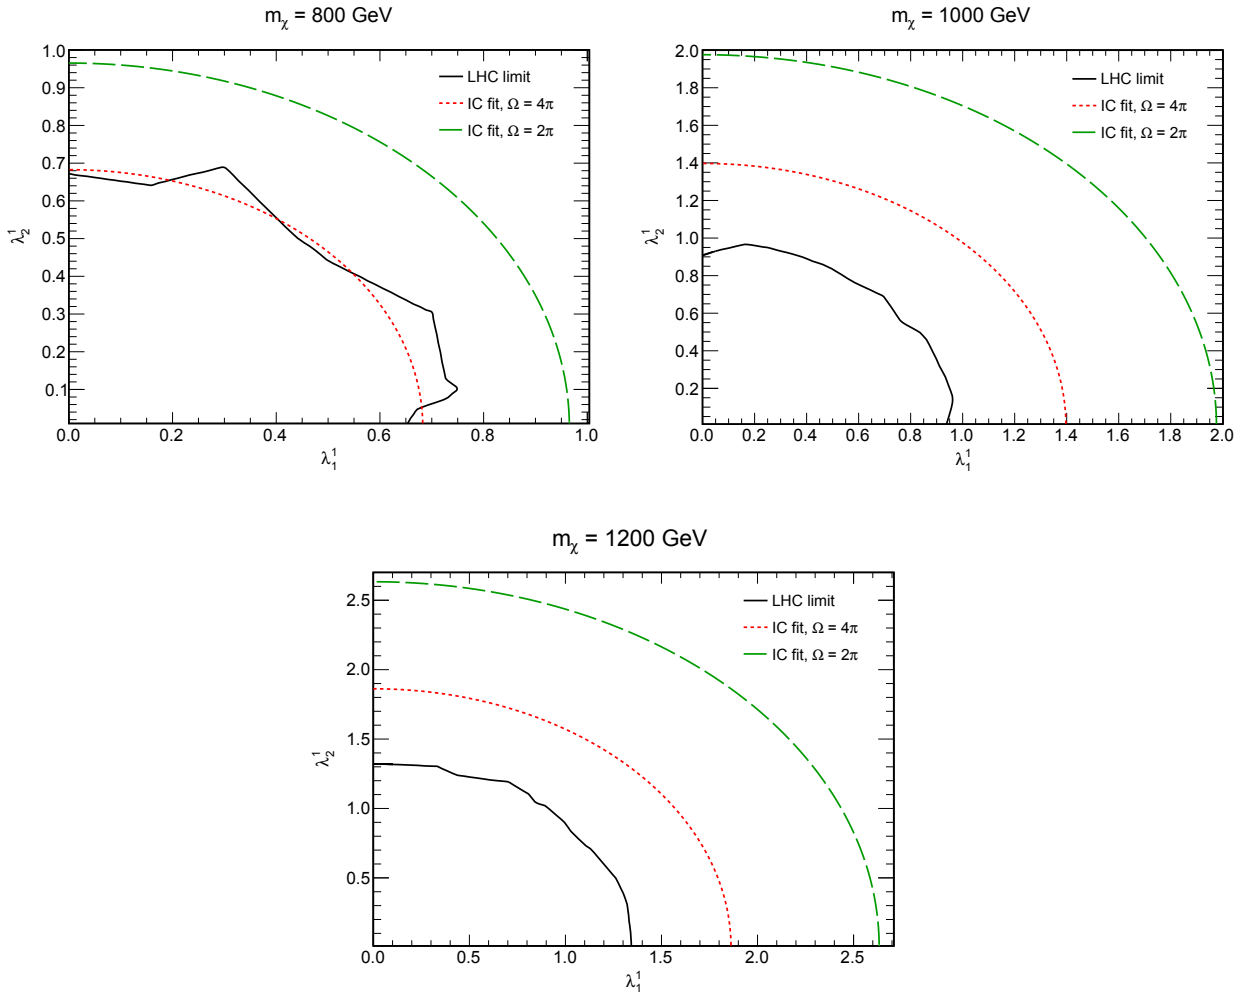 m_χ = 800 GeV
LHC limit
IC fit, Ω = 4π
IC fit, Ω = 2π
1.0
0.9
0.8
0.7
0.6
0.5
0.4
0.3
0.2
0.1
λ₂¹
0.0 0.2 0.4 0.6 0.8 1.0
λ₁¹
m_χ = 1000 GeV
LHC limit
IC fit, Ω = 4π
IC fit, Ω = 2π
2.0
1.8
1.6
1.4
1.2
1.0
0.8
0.6
0.4
0.2
λ₂¹
0.0 0.2 0.4 0.6 0.8 1.0 1.2 1.4 1.6 1.8 2.0
λ₁¹
m_χ = 1200 GeV
LHC limit
IC fit, Ω = 4π
IC fit, Ω = 2π
2.5
2.0
1.5
1.0
0.5
λ₂¹
0.0 0.5 1.0 1.5 2.0 2.5
λ₁¹